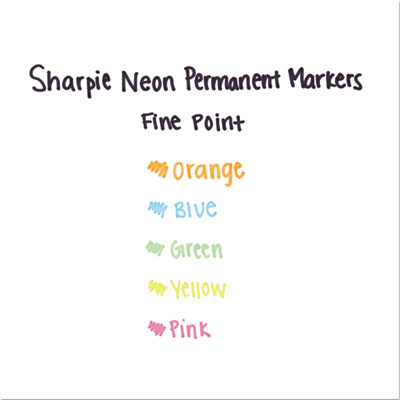 Sharpie Neon Permanent Markers
Fine Point
Orange
Blue
Green
Yellow
Pink